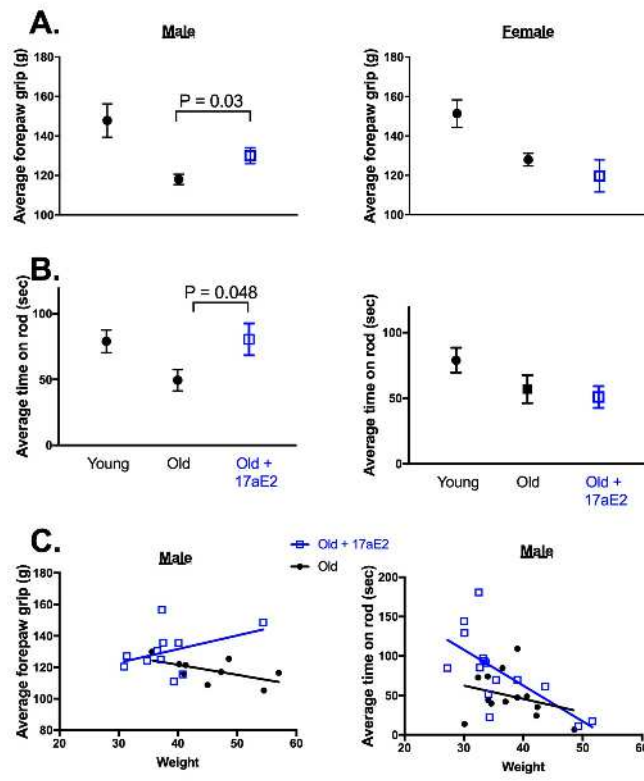 A.
Male
Female
Average forepaw grip (g)
180
160
140
120
100
P = 0.03
Average forepaw grip (g)
180
160
140
120
100
B.
Average time on rod (sec)
100
50
0
P = 0.048
Young
Old
Old +
17aE2
Average time on rod (sec)
100
50
0
Young
Old
Old +
17aE2
C.
Male
Old + 17aE2
Old
Male
Average forepaw grip (g)
180
160
140
120
100
80
60
20
30
40
50
60
Weight
Average time on rod (sec)
200
150
100
50
0
20
30
40
50
60
Weight